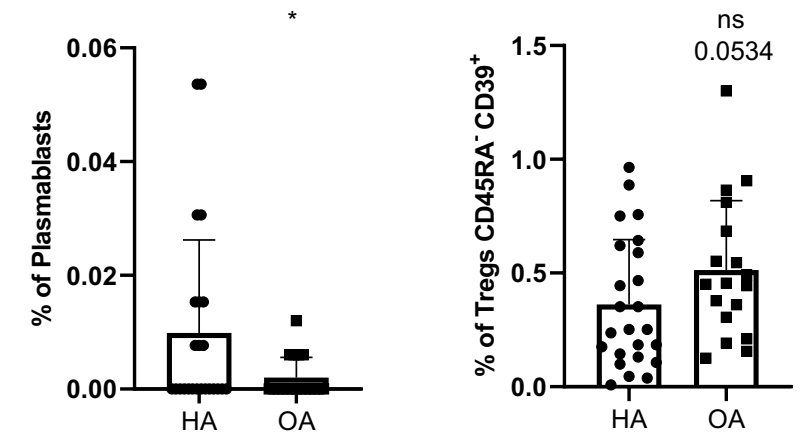 *
% of Plasmablasts
0.06
0.04
0.02
0.00
HA
OA
ns
0.0534
% of Tregs CD45RA⁻ CD39⁺
1.5
1.0
0.5
0.0
HA
OA